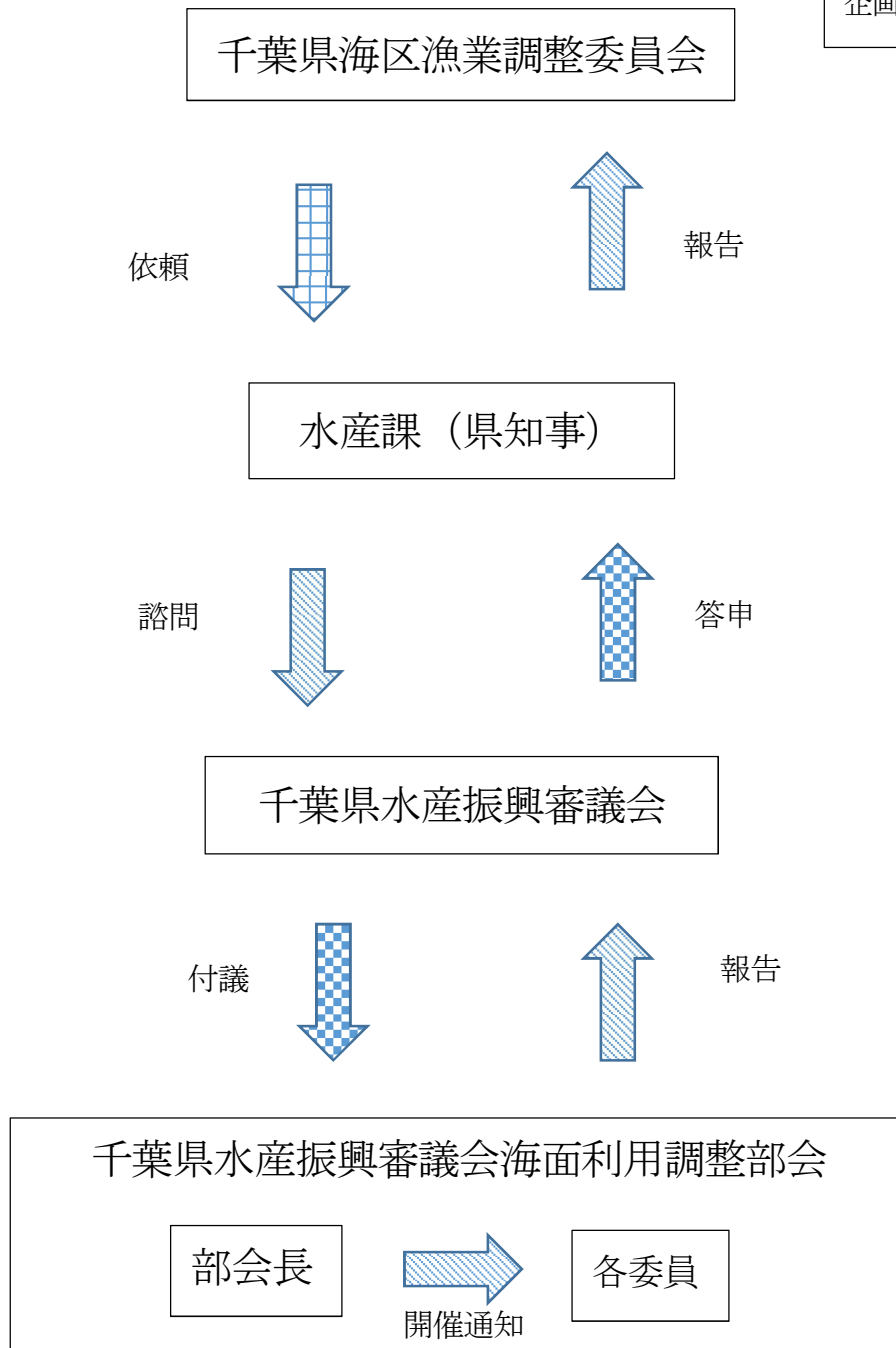 企画
千葉県海区漁業調整委員会
依頼
報告
水産課（県知事）
諮問
答申
千葉県水産振興審議会
付議
報告
千葉県水産振興審議会海面利用調整部会
部会長
各委員
開催通知